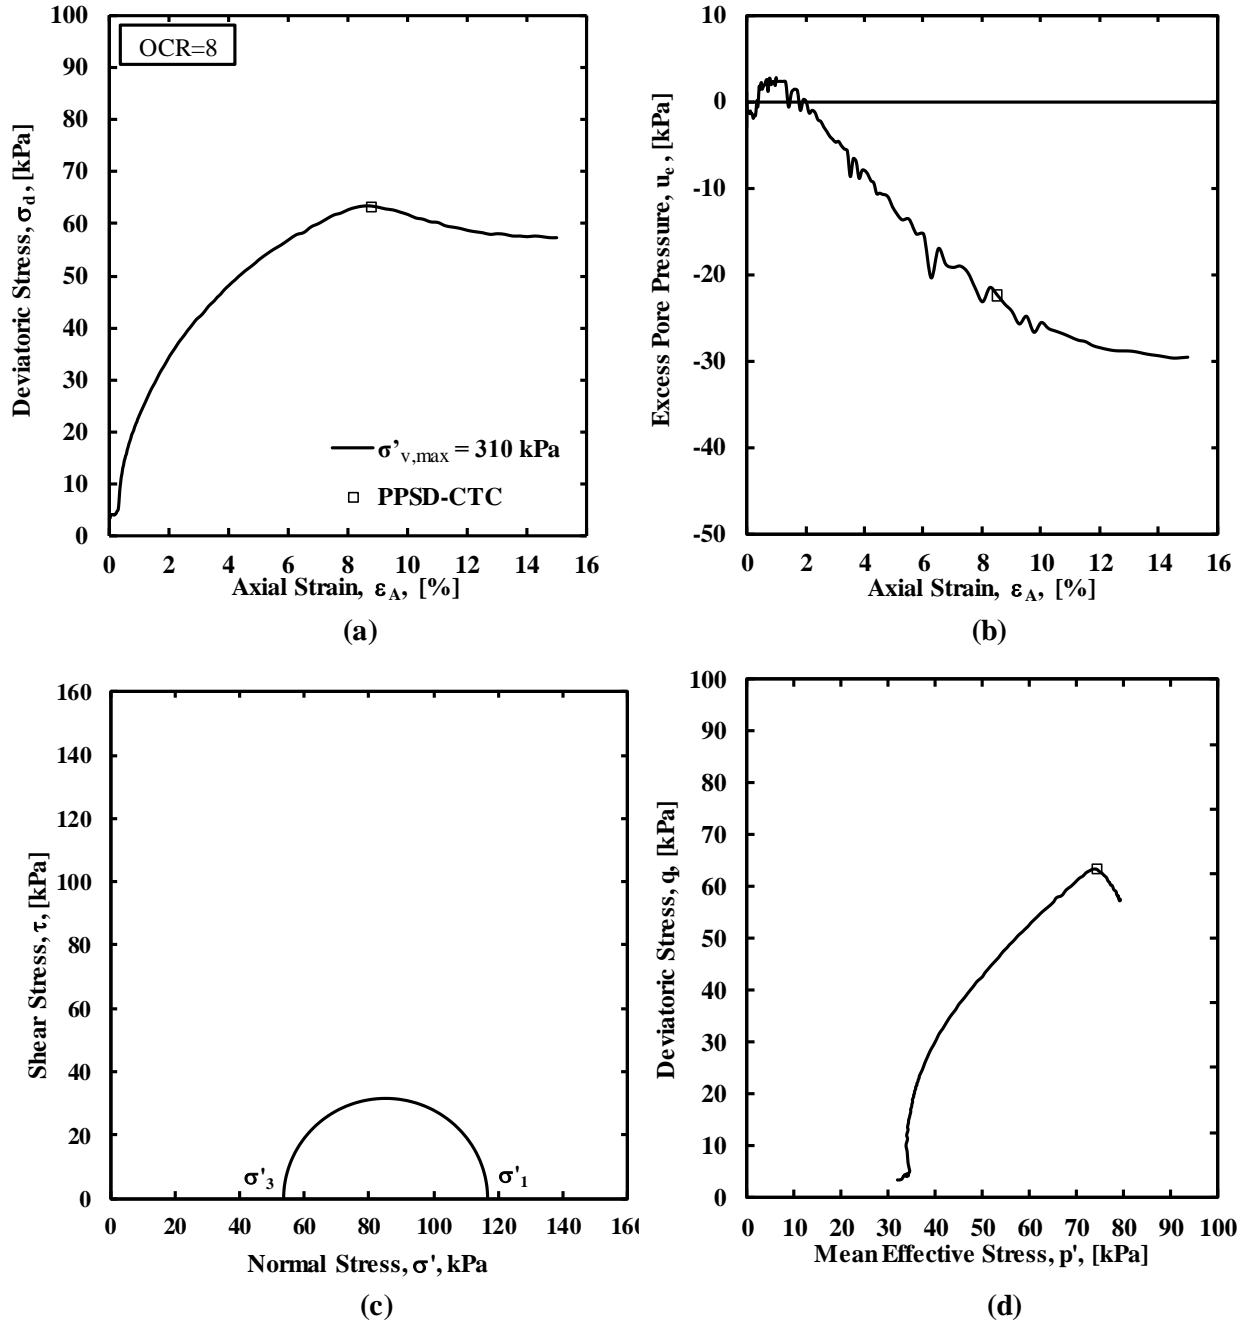 100
90
80
70
60
50
40
30
20
10
0
OCR=8
Deviatoric Stress, σd, [kPa]
σ'v,max = 310 kPa
PPSD-CTC
0 2 4 6 8 10 12 14 16
Axial Strain, εA, [%]
(a)
10
0
-10
-20
-30
-40
-50
Excess Pore Pressure, ue, [kPa]
0 2 4 6 8 10 12 14 16
Axial Strain, εA, [%]
(b)
160
140
120
100
80
60
40
20
0
Shear Stress, τ, [kPa]
σ'3
σ'1
0 20 40 60 80 100 120 140 160
Normal Stress, σ', kPa
(c)
100
90
80
70
60
50
40
30
20
10
0
Deviatoric Stress, q, [kPa]
0 10 20 30 40 50 60 70 80 90 100
Mean Effective Stress, p', [kPa]
(d)